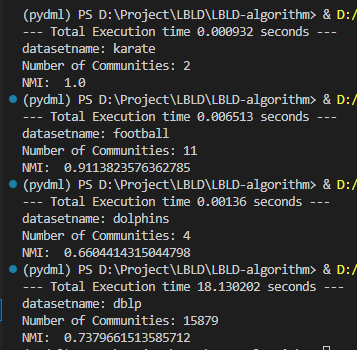 (pydml) PS D:\Project\LBLD\LBLD-algorithm> & D:/
--- Total Execution time 0.000932 seconds ---
datasetname: karate
Number of Communities: 2
NMI:  1.0
(pydml) PS D:\Project\LBLD\LBLD-algorithm> & D:/
--- Total Execution time 0.006513 seconds ---
datasetname: football
Number of Communities: 11
NMI:  0.9113823576362785
(pydml) PS D:\Project\LBLD\LBLD-algorithm> & D:/
--- Total Execution time 0.00136 seconds ---
datasetname: dolphins
Number of Communities: 4
NMI:  0.6604414315044798
(pydml) PS D:\Project\LBLD\LBLD-algorithm> & D:/
--- Total Execution time 18.130202 seconds ---
datasetname: dblp
Number of Communities: 15879
NMI:  0.7379661513585712